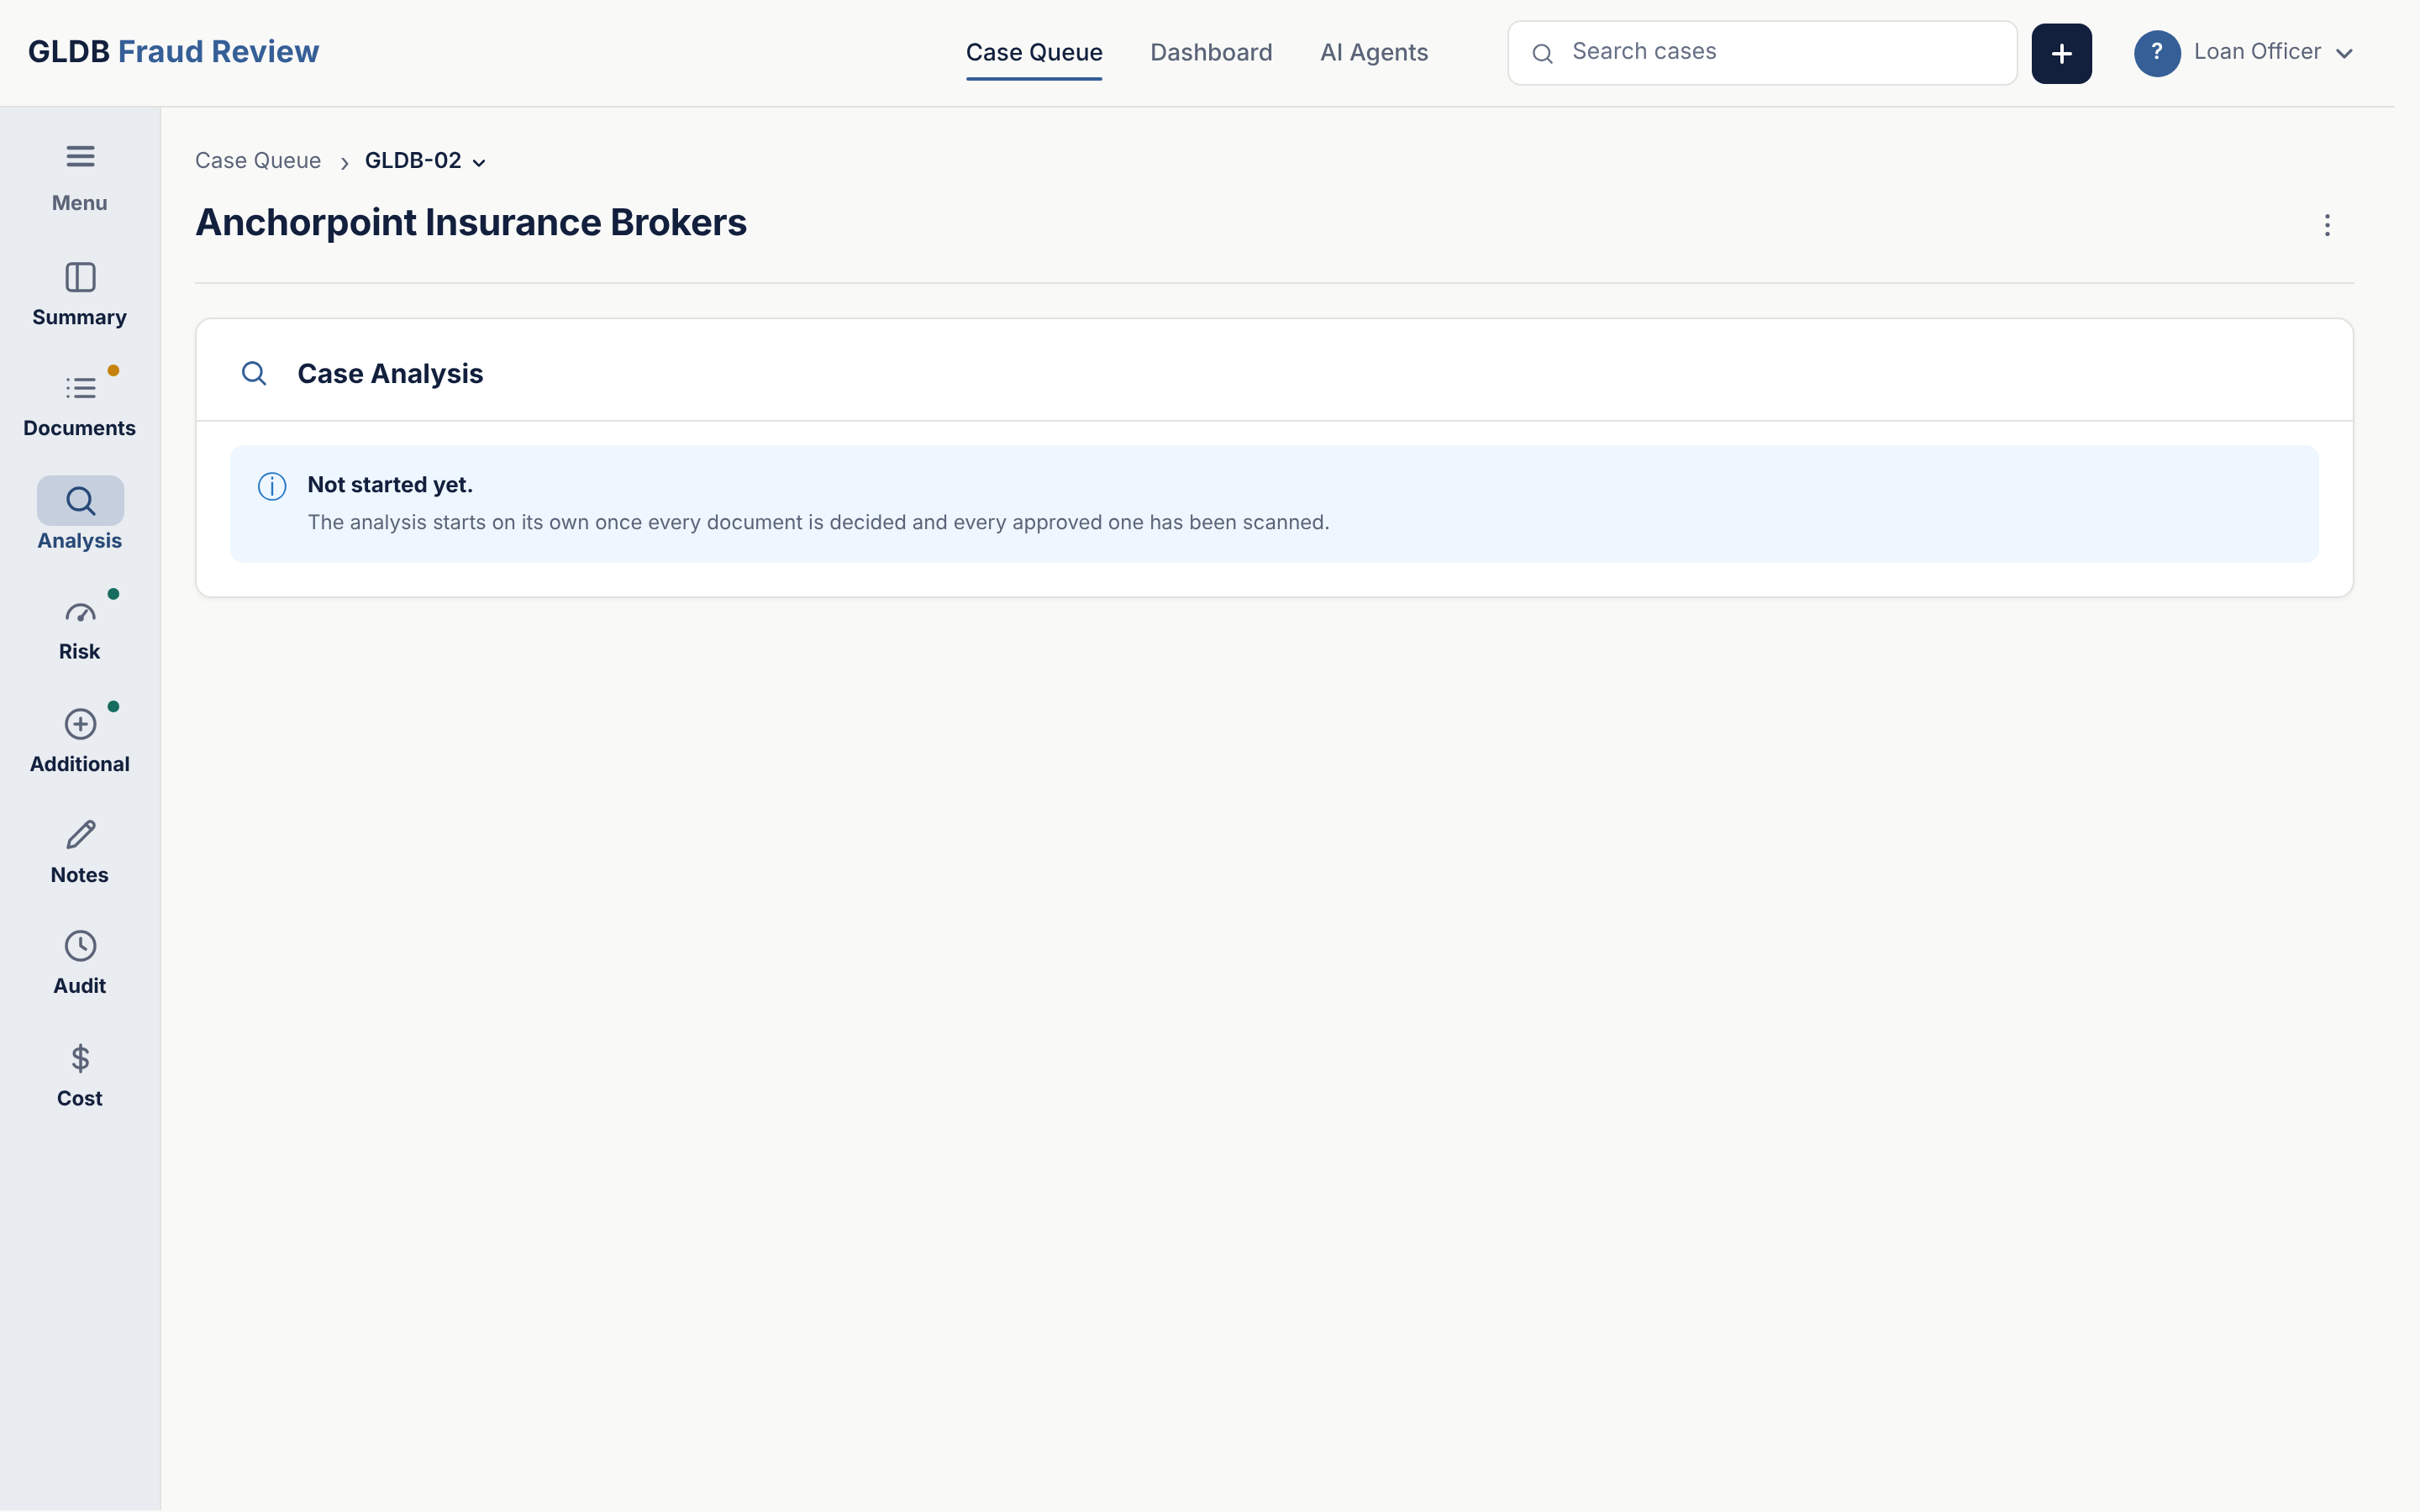 GLDB Fraud Review
Case Queue
Dashboard
AI Agents
Search cases
?
Loan Officer
Menu
Summary
Documents
Analysis
Risk
Additional
Notes
Audit
$
Cost
Case Queue › GLDB-02
Anchorpoint Insurance Brokers
Case Analysis
Not started yet.
The analysis starts on its own once every document is decided and every approved one has been scanned.